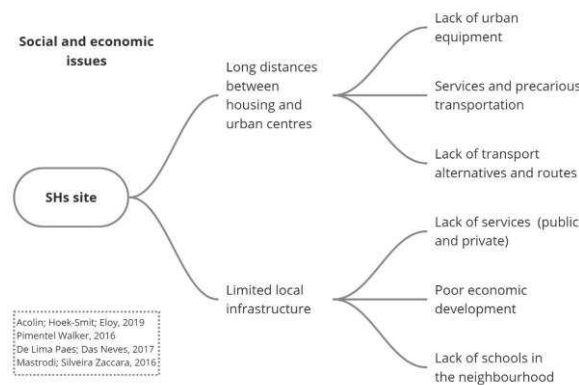 Social and economic
issues
SHs site
Long distances
between
housing and
urban centres
Lack of urban
equipment
Services and precarious
transportation
Lack of transport
alternatives and routes
Limited local
infrastructure
Lack of services (public
and private)
Poor economic
development
Lack of schools in
the neighbourhood
Acolin; Hoek-Smit; Eloy, 2019
Pimentel Walker, 2016
De Lima Paes; Das Neves, 2017
Mastrodi; Silveira Zaccara, 2016